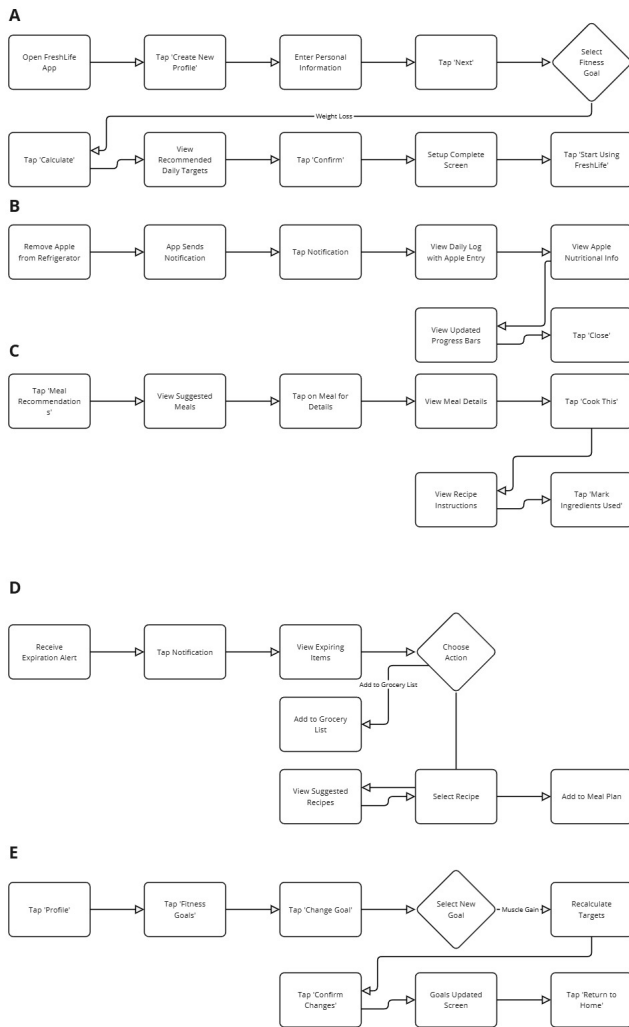 A
Open FreshLife
App
Tap 'Create New
Profile'
Enter Personal
Information
Tap 'Next'
Select
Fitness
Goal
Weight Loss
Tap 'Calculate'
View
Recommended
Daily Targets
Tap 'Confirm'
Setup Complete
Screen
Tap 'Start Using
FreshLife'
B
Remove Apple
from Refrigerator
App Sends
Notification
Tap Notification
View Daily Log
with Apple Entry
View Apple
Nutritional Info
View Updated
Progress Bars
Tap 'Close'
C
Tap 'Meal
Recommendation
s'
View Suggested
Meals
Tap on Meal for
Details
View Meal Details
Tap 'Cook This'
View Recipe
Instructions
Tap 'Mark
Ingredients Used'
D
Receive
Expiration Alert
Tap Notification
View Expiring
Items
Choose
Action
Add to Grocery List
Add to Grocery
List
View Suggested
Recipes
Select Recipe
Add to Meal Plan
E
Tap 'Profile'
Tap 'Fitness
Goals'
Tap 'Change Goal'
Select New
Goal
Muscle Gain
Recalculate
Targets
Tap 'Confirm
Changes'
Goals Updated
Screen
Tap 'Return to
Home'